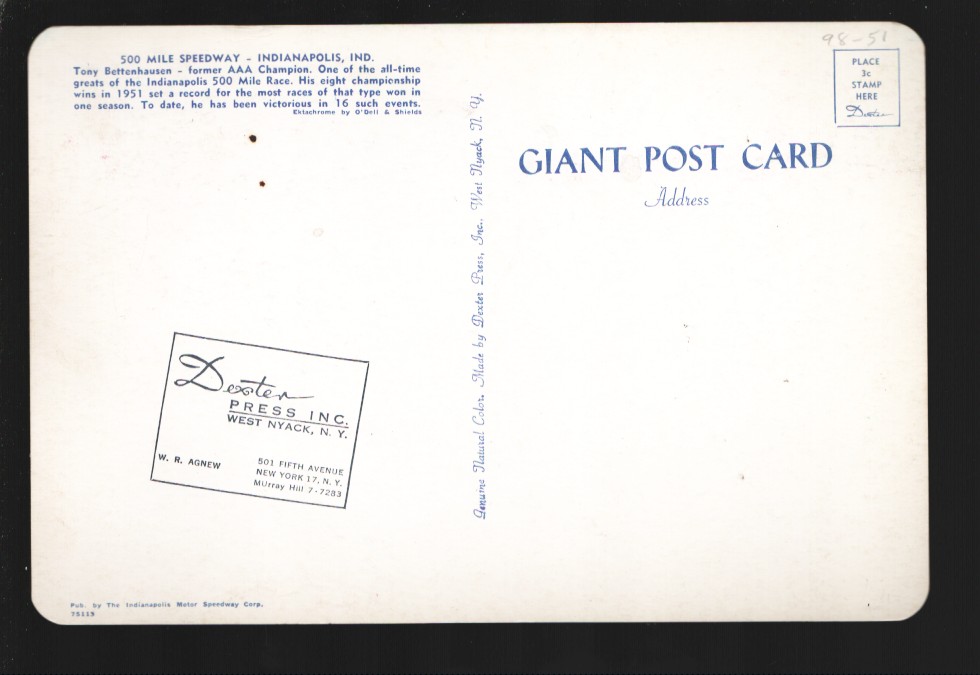 98-51
500 MILE SPEEDWAY - INDIANAPOLIS, IND.
Tony Bettenhausen - former AAA Champion. One of the all-time
greats of the Indianapolis 500 Mile Race. His eight championship
wins in 1951 set a record for the most races of that type won in
one season. To date, he has been victorious in 16 such events.
Ektachrome by O'Dell & Shields
PLACE
3c
STAMP
HERE
Dexter
GIANT POST CARD
Address
Genuine Natural Color. Made by Dexter Press, Inc., West Nyack, N. Y.
Dexter
PRESS INC.
WEST NYACK, N. Y.
W. R. AGNEW
501 FIFTH AVENUE
NEW YORK 17, N. Y.
MUrray Hill 7-7283
Pub. by The Indianapolis Motor Speedway Corp.
75113